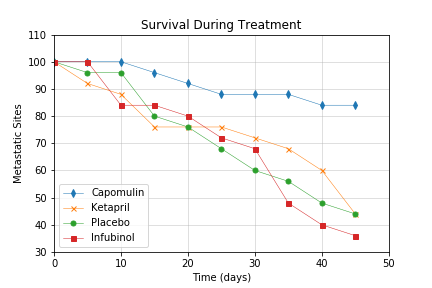 Survival During Treatment
110
100
90
80
70
60
50
40
30
Metastatic Sites
Capomulin
Ketapril
Placebo
Infubinol
0 10 20 30 40 50
Time (days)